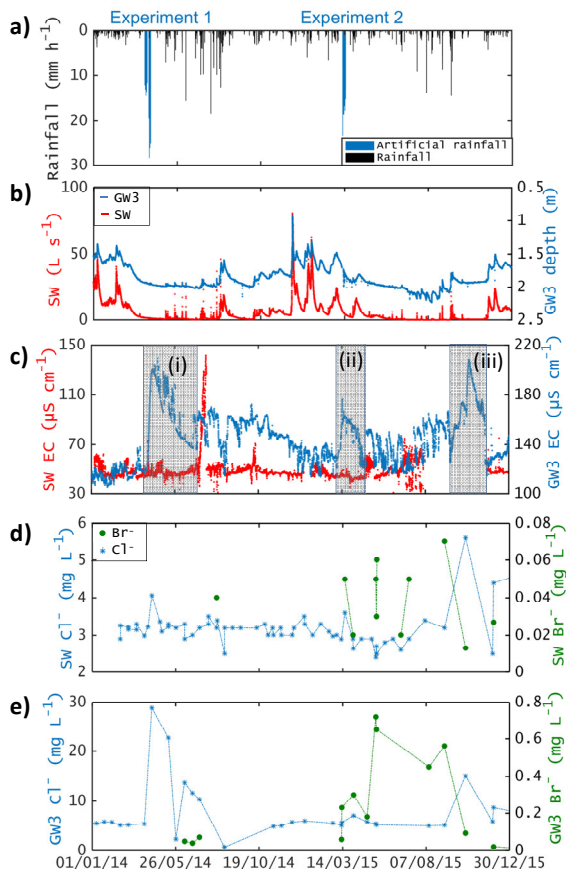 Experiment 1 Experiment 2
a)
Rainfall (mm h⁻¹)
0
10
20
30
Artificial rainfall
Rainfall
b)
SW (L s⁻¹)
100
50
0
GW3
SW
0.5
1
1.5
2
2.5
GW3 depth (m)
c)
SW EC (µS cm⁻¹)
150
110
70
30
(i) (ii) (iii)
220
190
160
130
100
GW3 EC (µS cm⁻¹)
d)
SW Cl⁻ (mg L⁻¹)
6
5
4
3
2
Br⁻
Cl⁻
0.08
0.06
0.04
0.02
0
SW Br⁻ (mg L⁻¹)
e)
GW3 Cl⁻ (mg L⁻¹)
30
20
10
0
0.8
0.6
0.4
0.2
0
GW3 Br⁻ (mg L⁻¹)
01/01/14 26/05/14 19/10/14 14/03/15 07/08/15 30/12/15